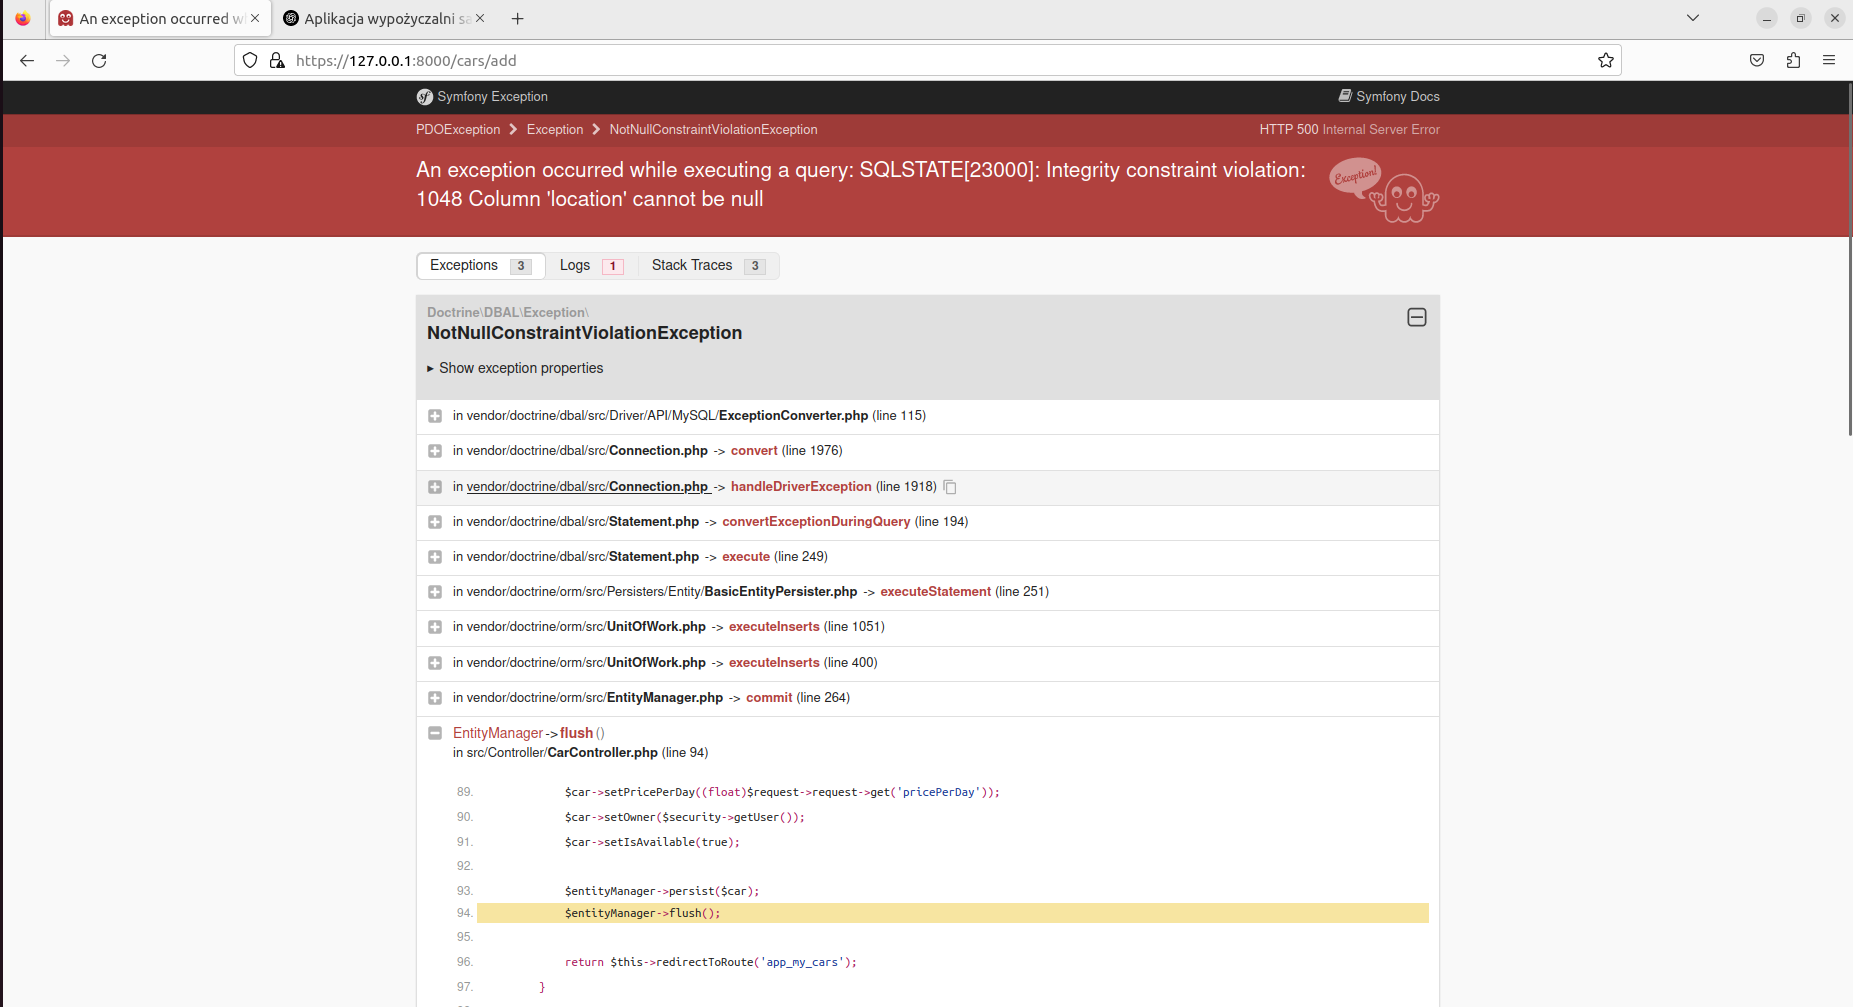 An exception occurred w
Aplikacja wypożyczalni sa
https://127.0.0.1:8000/cars/add
sf Symfony Exception
Symfony Docs
PDOException > Exception > NotNullConstraintViolationException
HTTP 500 Internal Server Error
An exception occurred while executing a query: SQLSTATE[23000]: Integrity constraint violation:
1048 Column 'location' cannot be null
Exception!
Exceptions 3 Logs 1 Stack Traces 3
Doctrine\DBAL\Exception\
NotNullConstraintViolationException
Show exception properties
in vendor/doctrine/dbal/src/Driver/API/MySQL/ExceptionConverter.php (line 115)
in vendor/doctrine/dbal/src/Connection.php -> convert (line 1976)
in vendor/doctrine/dbal/src/Connection.php -> handleDriverException (line 1918)
in vendor/doctrine/dbal/src/Statement.php -> convertExceptionDuringQuery (line 194)
in vendor/doctrine/dbal/src/Statement.php -> execute (line 249)
in vendor/doctrine/orm/src/Persisters/Entity/BasicEntityPersister.php -> executeStatement (line 251)
in vendor/doctrine/orm/src/UnitOfWork.php -> executeInserts (line 1051)
in vendor/doctrine/orm/src/UnitOfWork.php -> executeInserts (line 400)
in vendor/doctrine/orm/src/EntityManager.php -> commit (line 264)
EntityManager->flush()
in src/Controller/CarController.php (line 94)
89. $car->setPricePerDay((float)$request->request->get('pricePerDay'));
90. $car->setOwner($security->getUser());
91. $car->setIsAvailable(true);
92.
93. $entityManager->persist($car);
94. $entityManager->flush();
95.
96. return $this->redirectToRoute('app_my_cars');
97. }